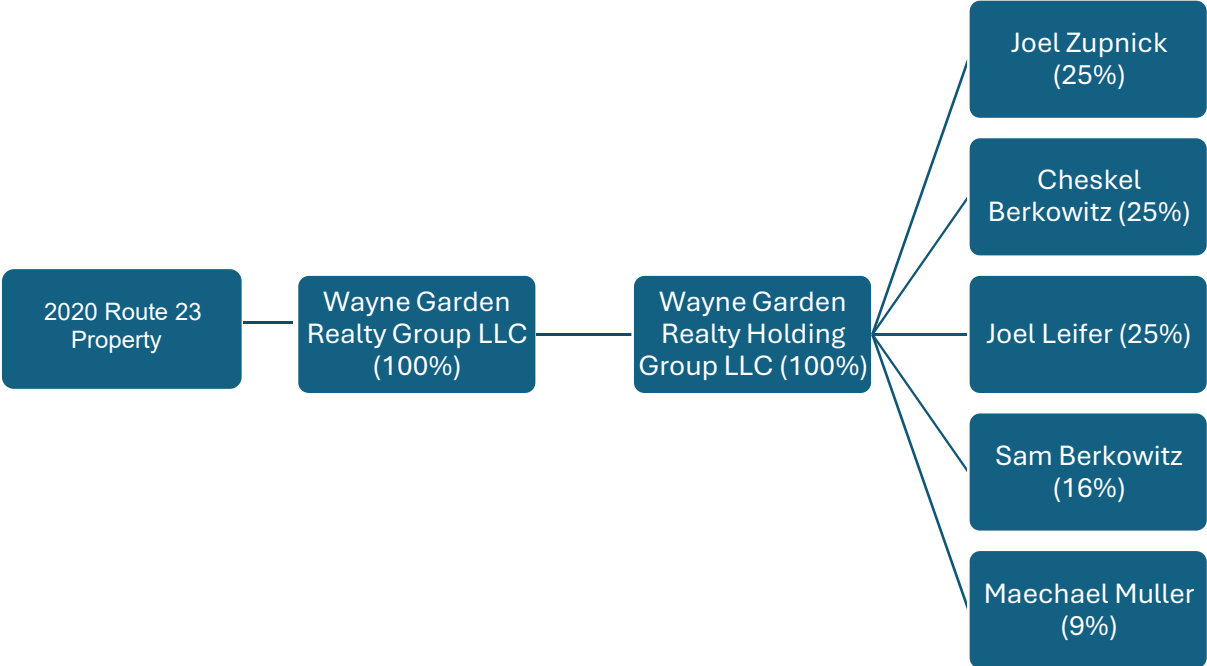 2020 Route 23
Property
Wayne Garden
Realty Group LLC
(100%)
Wayne Garden
Realty Holding
Group LLC (100%)
Joel Zupnick
(25%)
Cheskel
Berkowitz (25%)
Joel Leifer (25%)
Sam Berkowitz
(16%)
Maechael Muller
(9%)